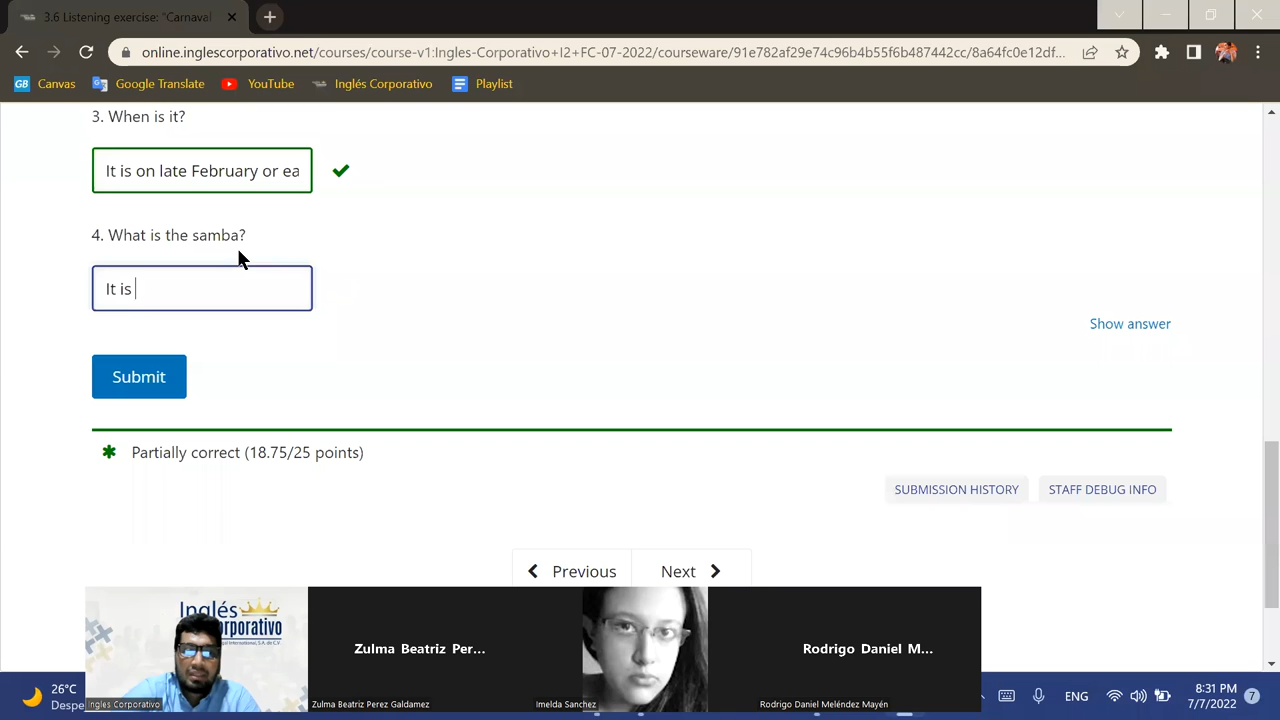 3.6 Listening exercise: "Carnaval
online.inglescorporativo.net/courses/course-v1:Ingles-Corporativo+I2+FC-07-2022/courseware/91e782af29e74c96b4b55f6b487442cc/8a64fc0e12df...
GB Canvas Google Translate YouTube Inglés Corporativo Playlist
3. When is it?
It is on late February or ea
4. What is the samba?
It is
Show answer
Submit
Partially correct (18.75/25 points)
SUBMISSION HISTORY STAFF DEBUG INFO
Previous Next
Inglés
Zulma Beatriz Per... Rodrigo Daniel M...
Ingles Corporativo Zulma Beatriz Perez Galdamez Imelda Sanchez Rodrigo Daniel Meléndez Mayén
26°C
Despe
ENG
8:31 PM
7/7/2022
7